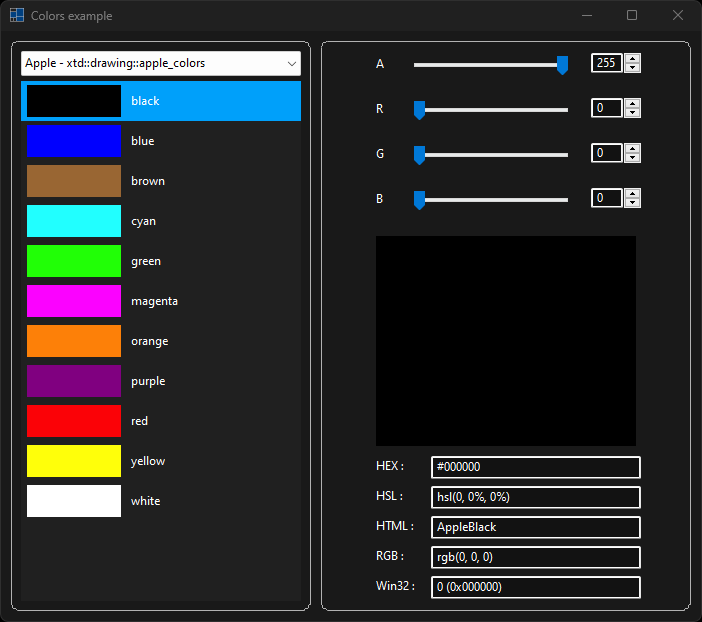 Colors example
Apple - xtd::drawing::apple_colors
black
blue
brown
cyan
green
magenta
orange
purple
red
yellow
white
A 255
R 0
G 0
B 0
HEX : #000000
HSL : hsl(0, 0%, 0%)
HTML : AppleBlack
RGB : rgb(0, 0, 0)
Win32 : 0 (0x000000)